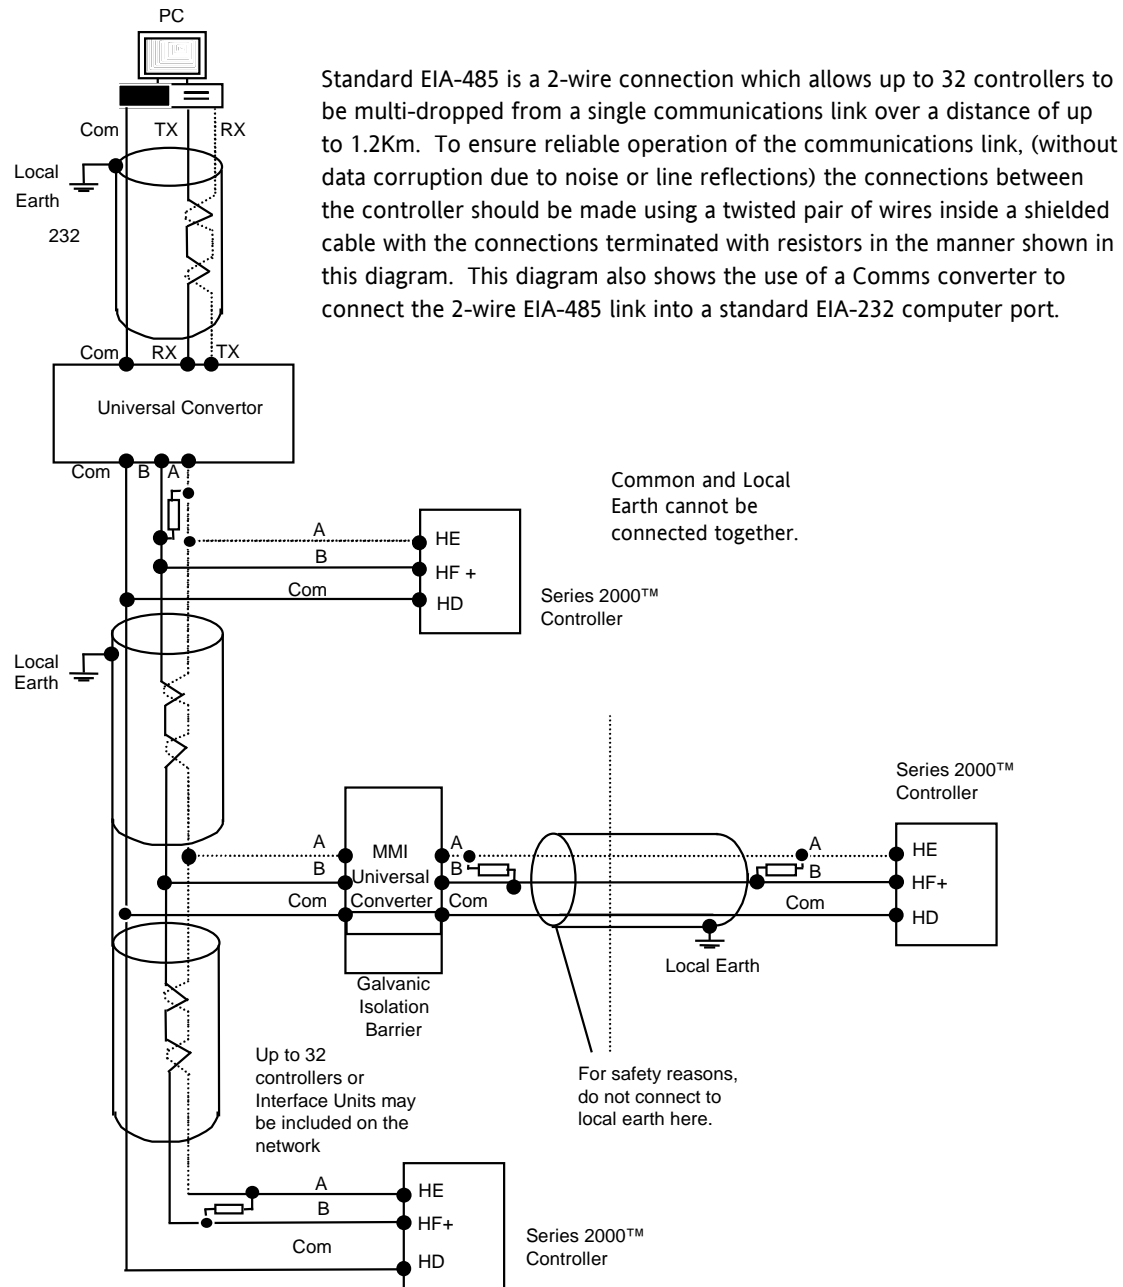 PC
Standard EIA-485 is a 2-wire connection which allows up to 32 controllers to
be multi-dropped from a single communications link over a distance of up
to 1.2Km.  To ensure reliable operation of the communications link, (without
data corruption due to noise or line reflections) the connections between
the controller should be made using a twisted pair of wires inside a shielded
cable with the connections terminated with resistors in the manner shown in
this diagram.  This diagram also shows the use of a Comms converter to
connect the 2-wire EIA-485 link into a standard EIA-232 computer port.
Com TX RX
Local
Earth
232
Com RX TX
Universal Convertor
Com B A
Common and Local
Earth cannot be
connected together.
A HE
B HF +
Com HD
Series 2000™
Controller
Local
Earth
Series 2000™
Controller
A MMI A A HE
B Universal B B HF+
Com Converter Com Com HD
Local Earth
Galvanic
Isolation
Barrier
Up to 32
controllers or
Interface Units may
be included on the
network
For safety reasons,
do not connect to
local earth here.
A HE
B HF+
Com HD
Series 2000™
Controller